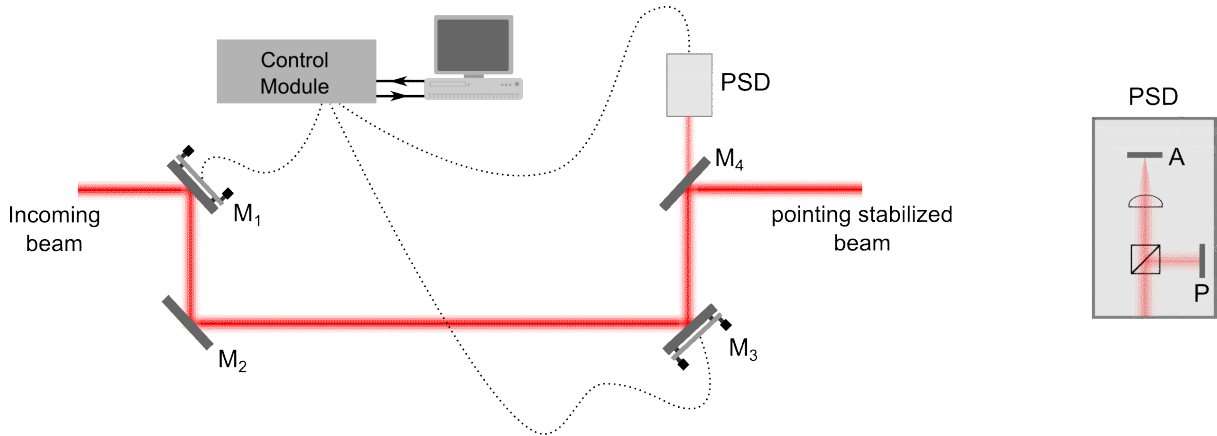 Control
Module
PSD
PSD
M₄
A
M₁
Incoming
beam
pointing stabilized
beam
P
M₂
M₃